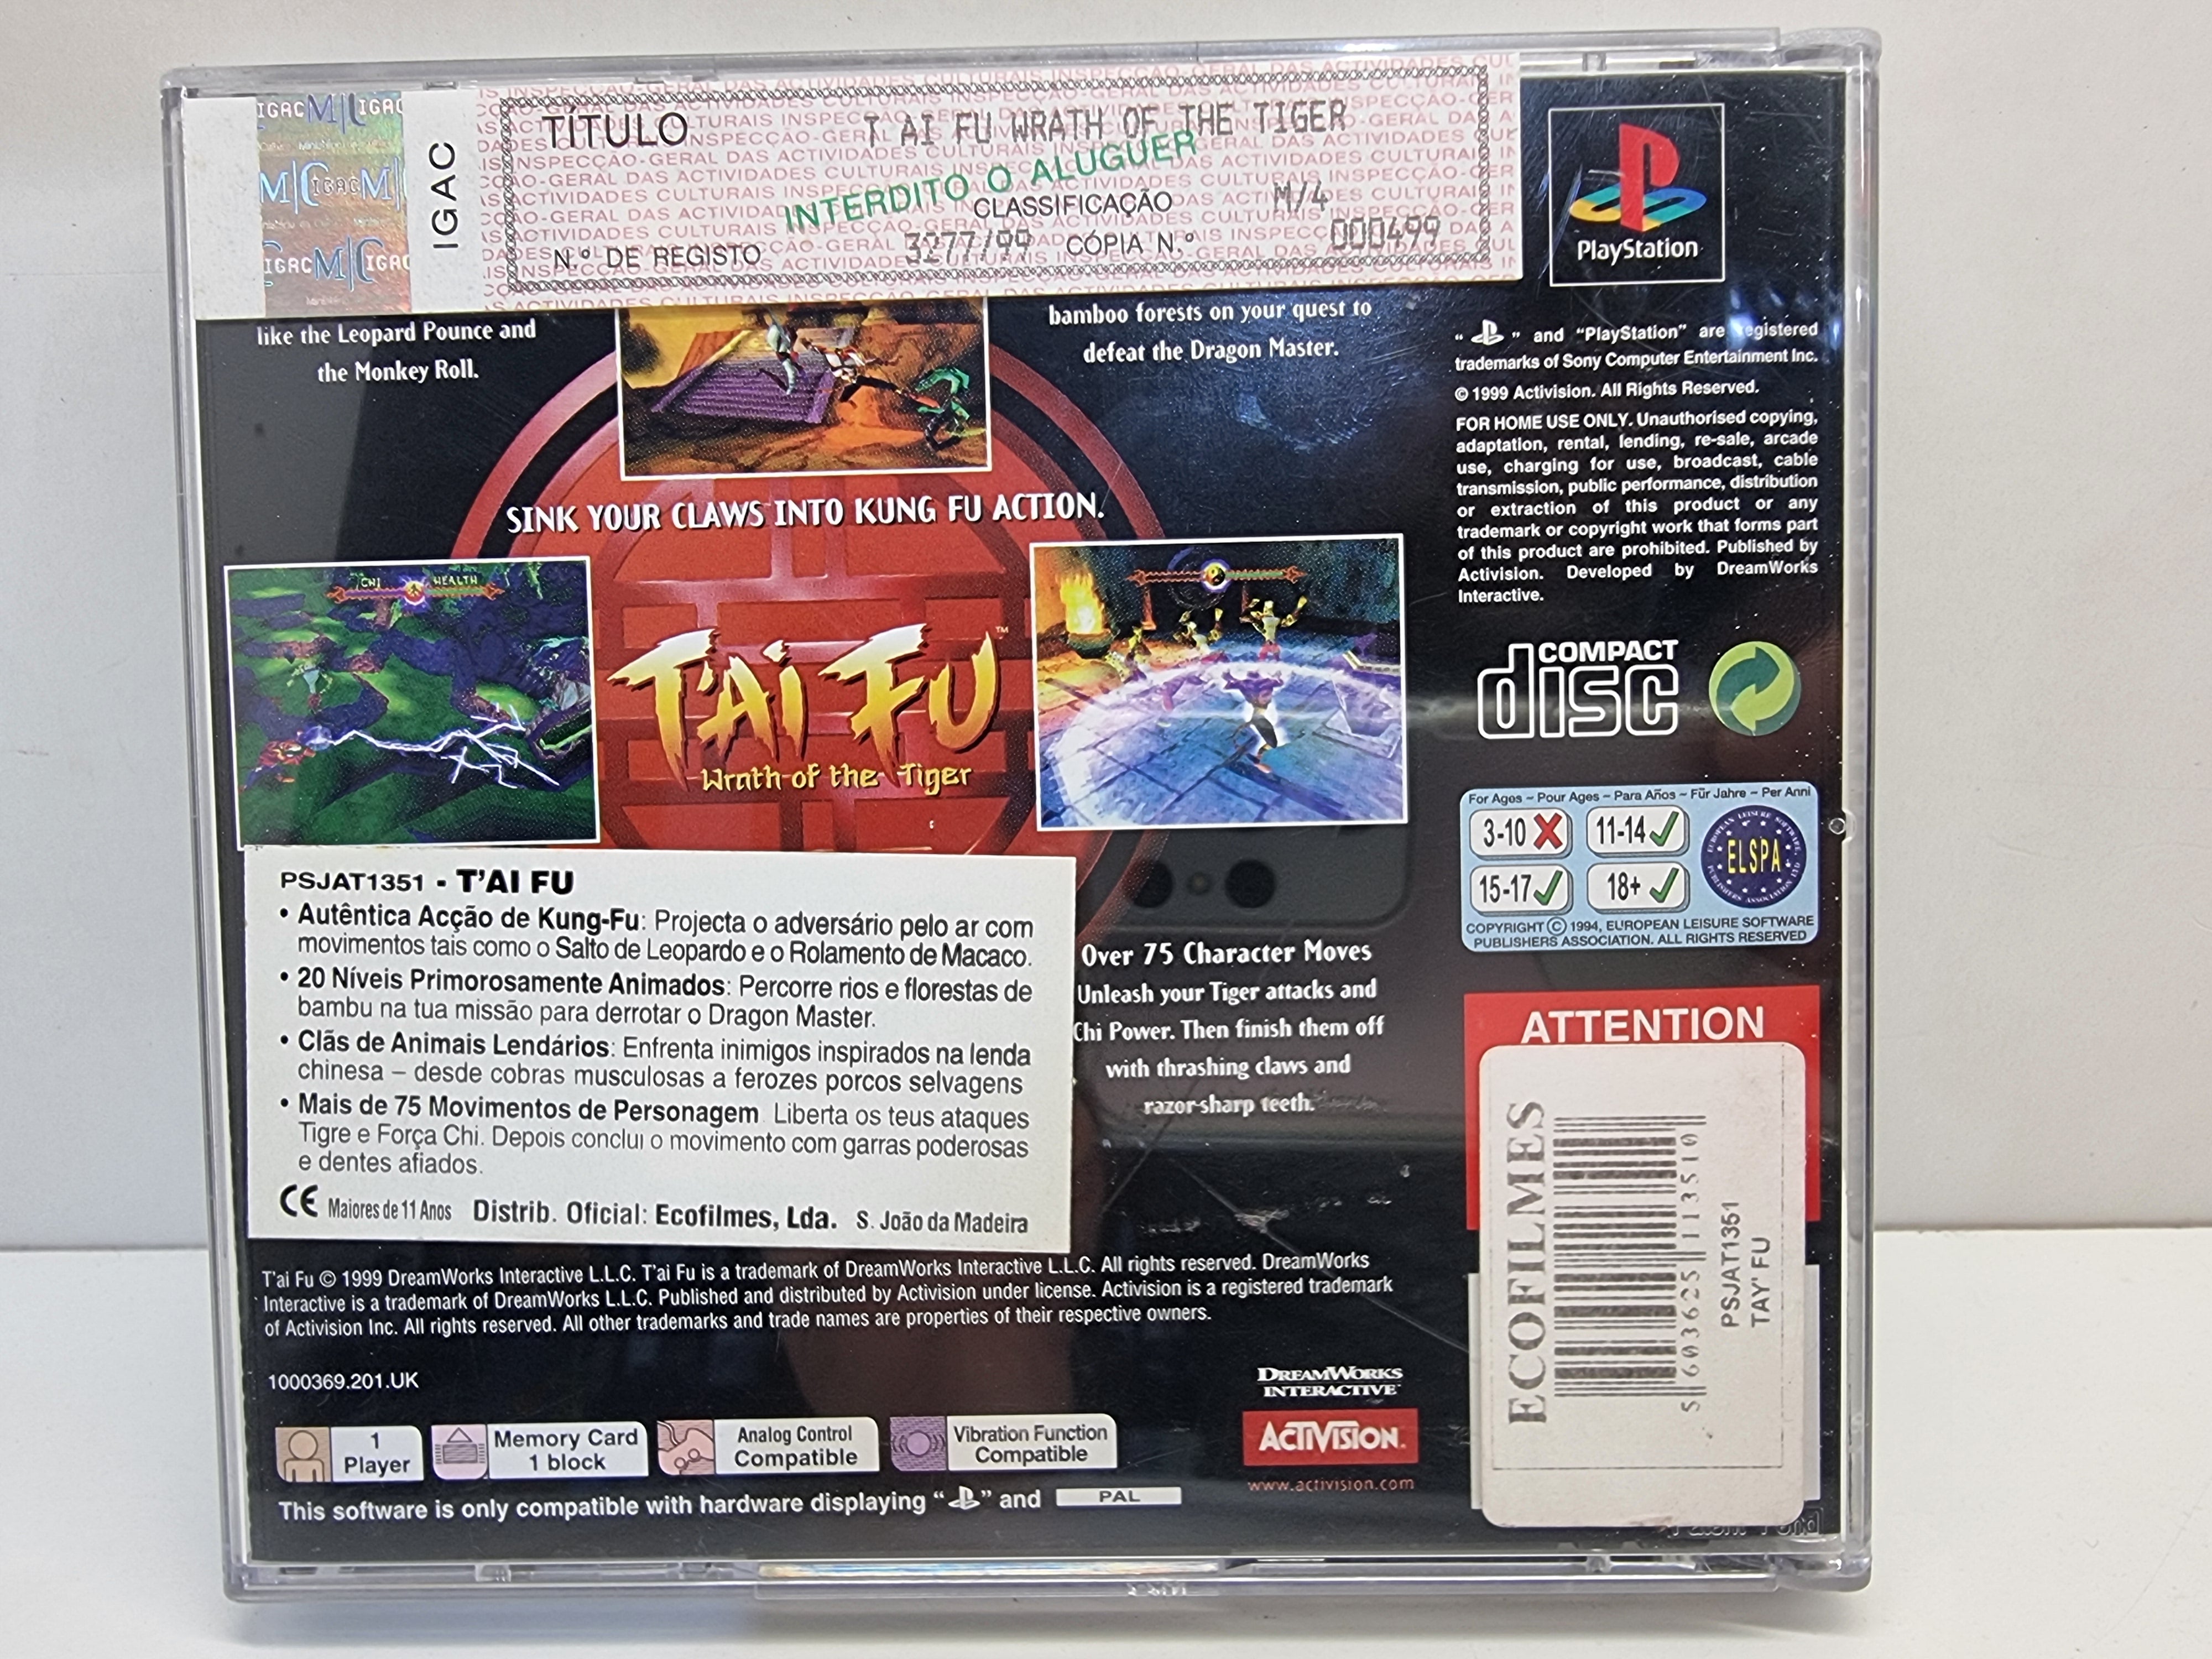 IGAC
TÍTULO
T AI FU WRATH OF THE TIGER
INTERDITO O ALUGUER
CLASSIFICAÇÃO
M/4
N.º DE REGISTO
3277/99
CÓPIA N.º
000499
PlayStation
like the Leopard Pounce and
the Monkey Roll.
bamboo forests on your quest to
defeat the Dragon Master.
SINK YOUR CLAWS INTO KUNG FU ACTION.
CHI
HEALTH
T'AI FU™
Wrath of the Tiger
" " and "PlayStation" are registered
trademarks of Sony Computer Entertainment Inc.
© 1999 Activision. All Rights Reserved.
FOR HOME USE ONLY. Unauthorised copying,
adaptation, rental, lending, re-sale, arcade
use, charging for use, broadcast, cable
transmission, public performance, distribution
or extraction of this product or any
trademark or copyright work that forms part
of this product are prohibited. Published by
Activision. Developed by DreamWorks
Interactive.
COMPACT
disc
For Ages ~ Pour Ages ~ Para Años ~ Für Jahre ~ Per Anni
3-10
11-14
15-17
18+
ELSPA
COPYRIGHT © 1994, EUROPEAN LEISURE SOFTWARE
PUBLISHERS ASSOCIATION. ALL RIGHTS RESERVED
PSJAT1351 - T'AI FU
• Autêntica Acção de Kung-Fu: Projecta o adversário pelo ar com
movimentos tais como o Salto de Leopardo e o Rolamento de Macaco.
• 20 Níveis Primorosamente Animados: Percorre rios e florestas de
bambu na tua missão para derrotar o Dragon Master.
• Clãs de Animais Lendários: Enfrenta inimigos inspirados na lenda
chinesa – desde cobras musculosas a ferozes porcos selvagens
• Mais de 75 Movimentos de Personagem Liberta os teus ataques
Tigre e Força Chi. Depois conclui o movimento com garras poderosas
e dentes afiados.
CE Maiores de 11 Anos Distrib. Oficial: Ecofilmes, Lda. S. João da Madeira
Over 75 Character Moves
Unleash your Tiger attacks and
Chi Power. Then finish them off
with thrashing claws and
razor-sharp teeth.
ATTENTION
ECOFILMES
5 603625 113510
PSJAT1351
TAY' FU
T'ai Fu © 1999 DreamWorks Interactive L.L.C. T'ai Fu is a trademark of DreamWorks Interactive L.L.C. All rights reserved. DreamWorks
Interactive is a trademark of DreamWorks L.L.C. Published and distributed by Activision under license. Activision is a registered trademark
of Activision Inc. All rights reserved. All other trademarks and trade names are properties of their respective owners.
1000369.201.UK
DREAMWORKS
INTERACTIVE
ACTIVISION
www.activision.com
1
Player
Memory Card
1 block
Analog Control
Compatible
Vibration Function
Compatible
This software is only compatible with hardware displaying " " and PAL